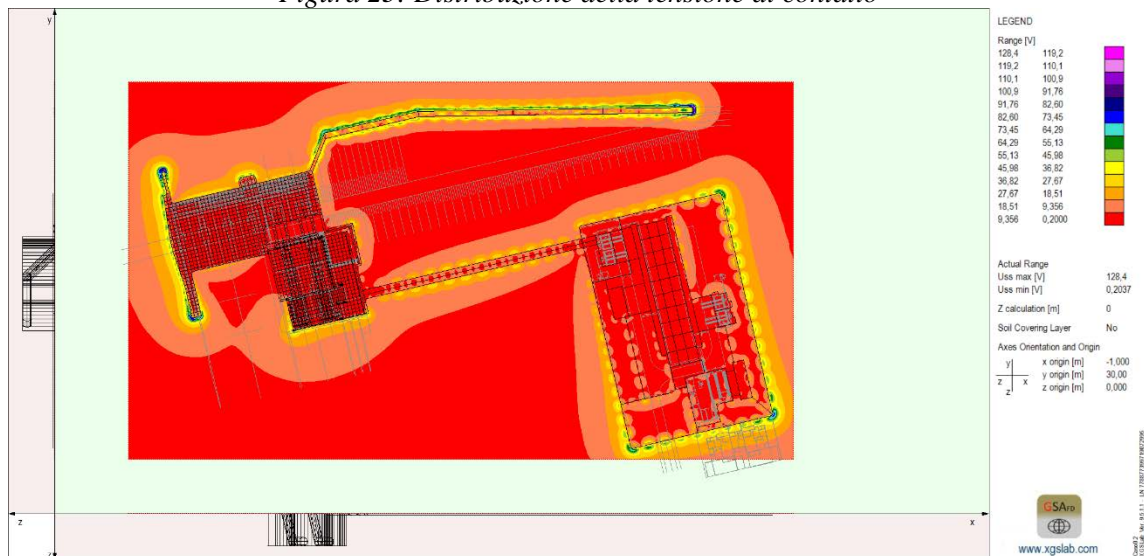 Figura 25: Distribuzione della tensione di contatto
y
z
x
z
LEGEND
Range [V]
128,4 119,2
119,2 110,1
110,1 100,9
100,9 91,76
91,76 82,60
82,60 73,45
73,45 64,29
64,29 55,13
55,13 45,98
45,98 36,82
36,82 27,67
27,67 18,51
18,51 9,356
9,356 0,2000
Actual Range
Uss max [V] 128,4
Uss min [V] 0,2037
Z calculation [m] 0
Soil Covering Layer No
Axes Orientation and Origin
y x origin [m] -1,000
z x y origin [m] 30,00
z z origin [m] 0,000
GSAFD
www.xgslab.com